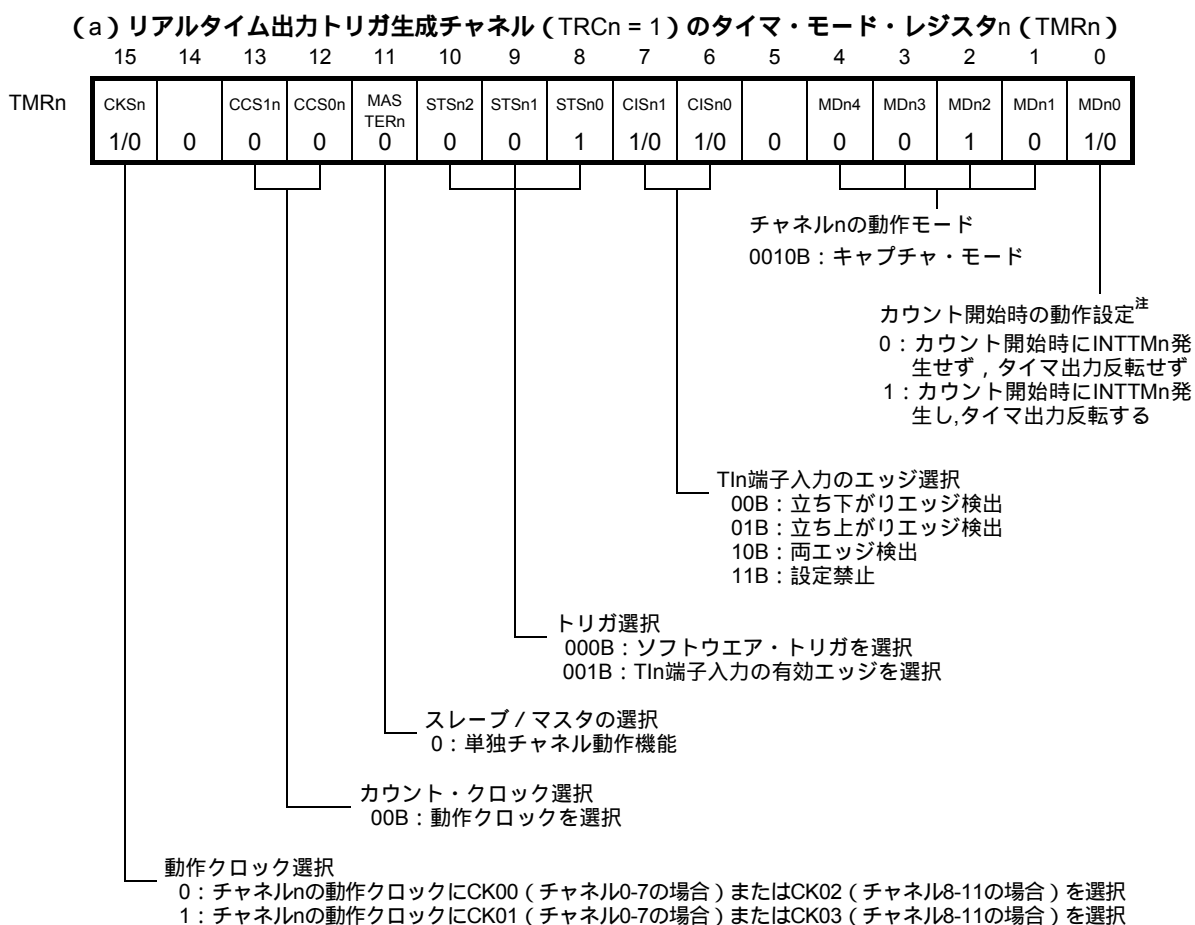 （a）リアルタイム出力トリガ生成チャネル（TRCn = 1）のタイマ・モード・レジスタn（TMRn）
15 14 13 12 11 10 9 8 7 6 5 4 3 2 1 0
TMRn CKSn CCS1n CCS0n MAS TERn STSn2 STSn1 STSn0 CISn1 CISn0 MDn4 MDn3 MDn2 MDn1 MDn0
1/0 0 0 0 0 0 0 1 1/0 1/0 0 0 0 1 0 1/0
チャネルnの動作モード
0010B：キャプチャ・モード
カウント開始時の動作設定注
0：カウント開始時にINTTMn発
生せず，タイマ出力反転せず
1：カウント開始時にINTTMn発
生し,タイマ出力反転する
TIn端子入力のエッジ選択
00B：立ち下がりエッジ検出
01B：立ち上がりエッジ検出
10B：両エッジ検出
11B：設定禁止
トリガ選択
000B：ソフトウエア・トリガを選択
001B：TIn端子入力の有効エッジを選択
スレーブ／マスタの選択
0：単独チャネル動作機能
カウント・クロック選択
00B：動作クロックを選択
動作クロック選択
0：チャネルnの動作クロックにCK00（チャネル0-7の場合）またはCK02（チャネル8-11の場合）を選択
1：チャネルnの動作クロックにCK01（チャネル0-7の場合）またはCK03（チャネル8-11の場合）を選択